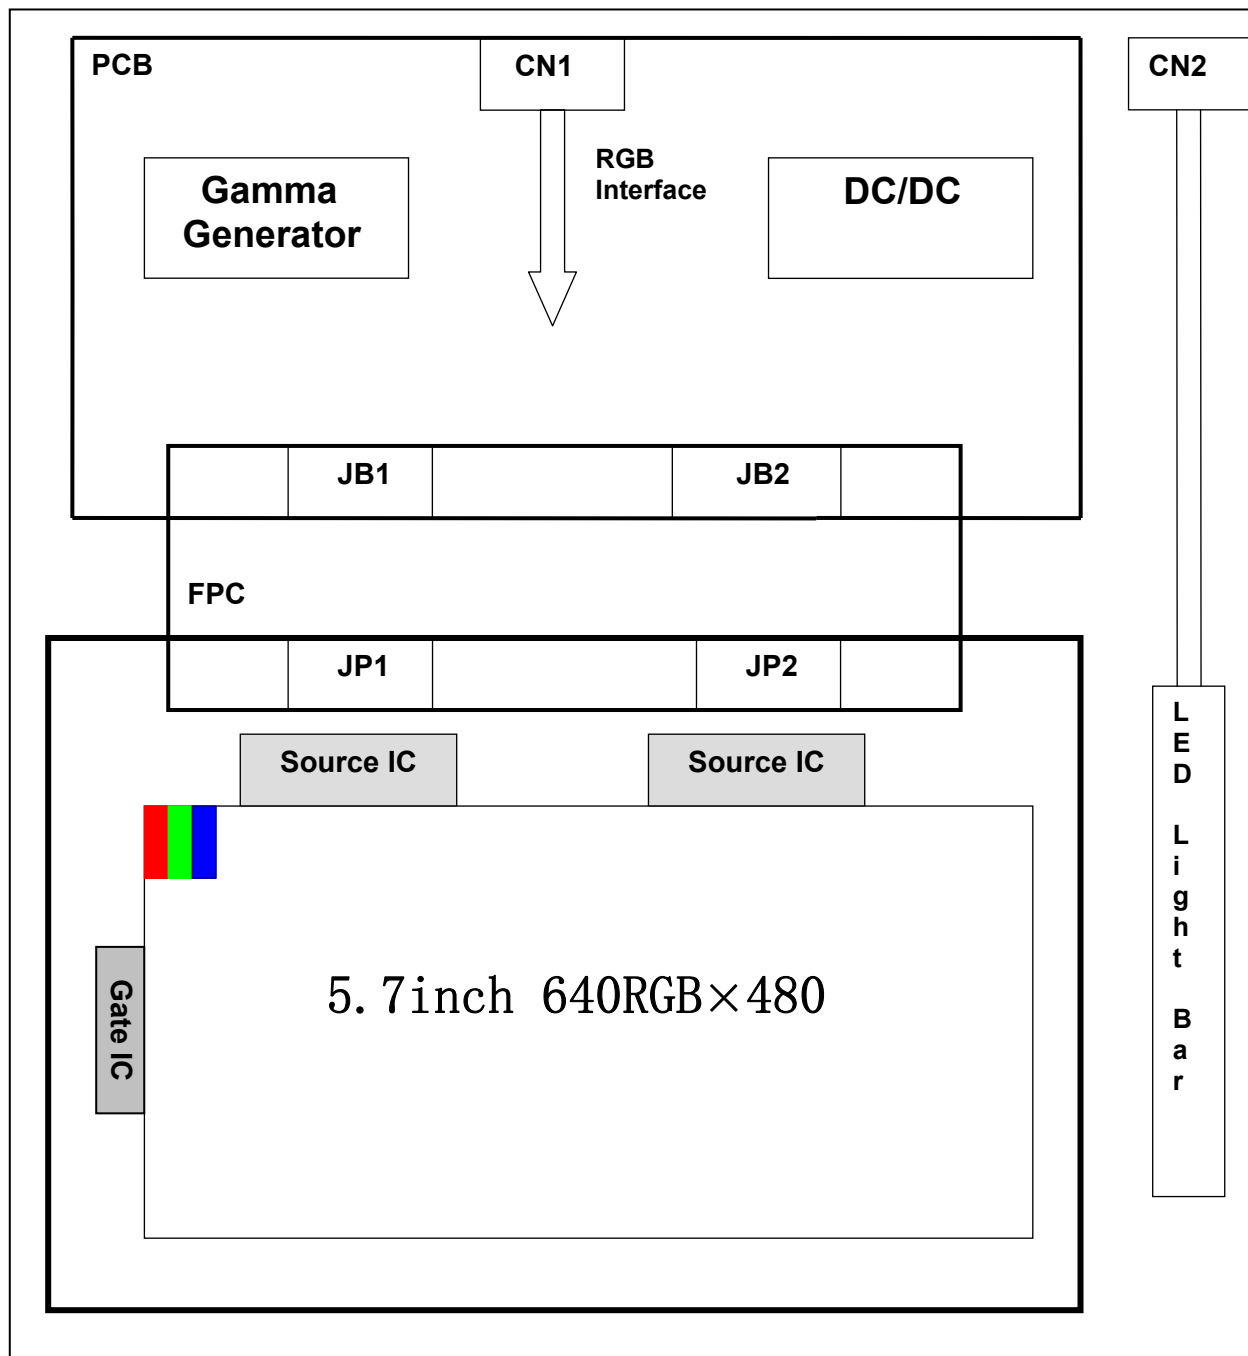 PCB
CN1
CN2
RGB
Interface
Gamma
Generator
DC/DC
JB1
JB2
FPC
JP1
JP2
Source IC
Source IC
LED Light Bar
Gate IC
5.7inch 640RGB×480